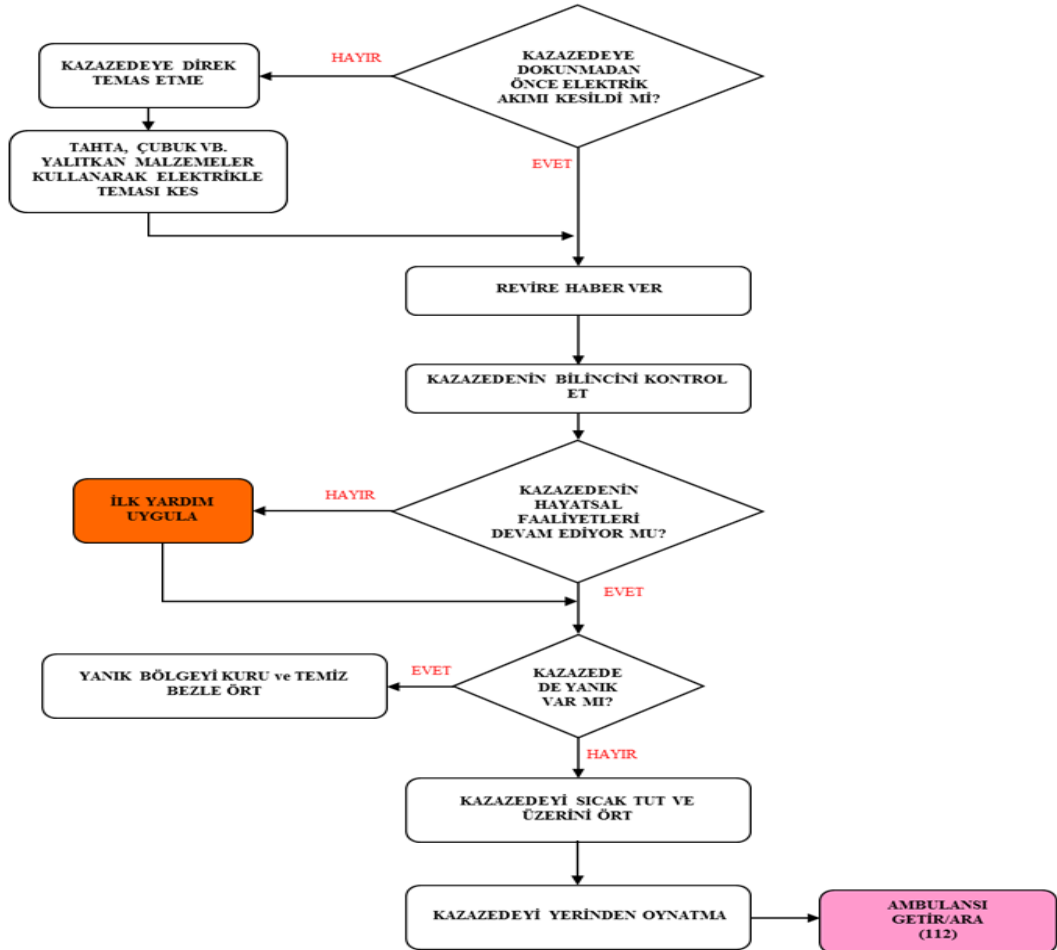 KAZAZEDEYE
DOKUNMADAN
ÖNCE ELEKTRİK
AKIMI KESİLDİ Mİ?
HAYIR
KAZAZEDEYE DİREK
TEMAS ETME
TAHTA, ÇUBUK VB.
YALITKAN MALZEMELER
KULLANARAK ELEKTRİKLE
TEMASI KES
EVET
REVİRE HABER VER
KAZAZEDENİN BİLİNCİNİ KONTROL
ET
KAZAZEDENİN
HAYATSAL
FAALİYETLERİ
DEVAM EDİYOR MU?
HAYIR
İLK YARDIM
UYGULA
EVET
KAZAZEDE
DE YANIK
VAR MI?
EVET
YANIK BÖLGEYİ KURU ve TEMİZ
BEZLE ÖRT
HAYIR
KAZAZEDEYİ SICAK TUT VE
ÜZERİNİ ÖRT
KAZAZEDEYİ YERİNDEN OYNATMA
AMBULANSI
GETİR/ARA
(112)